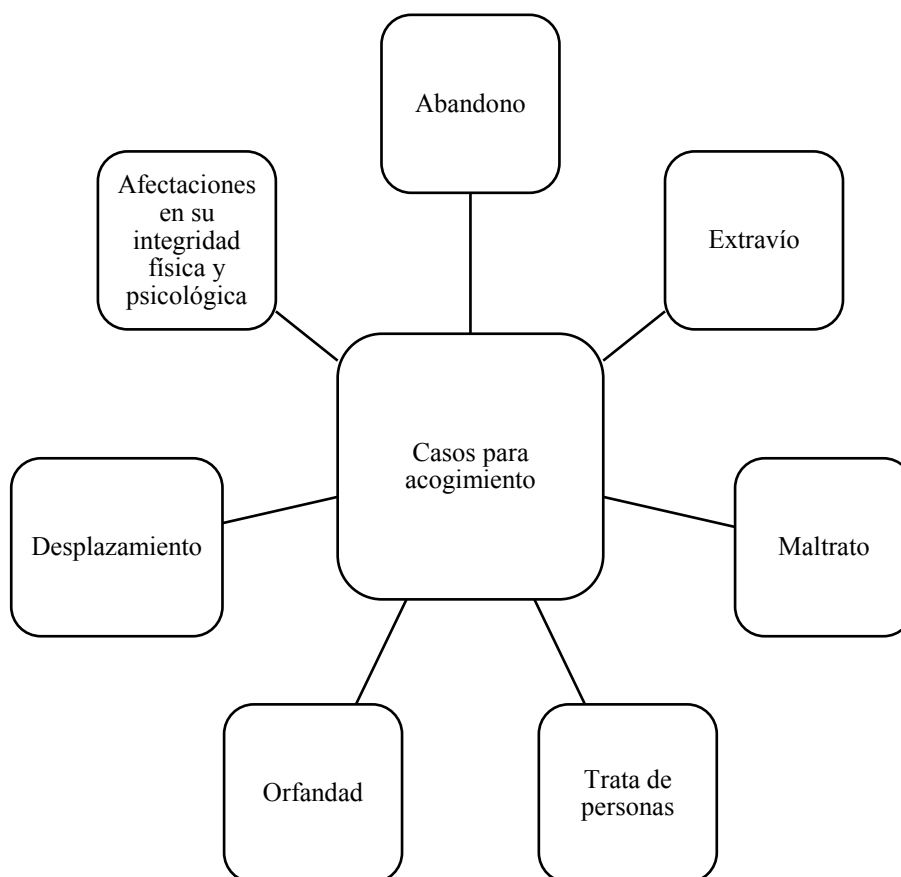 Abandono
Afectaciones
en su
integridad
física y
psicológica
Extravío
Casos para
acogimiento
Desplazamiento
Maltrato
Orfandad
Trata de
personas